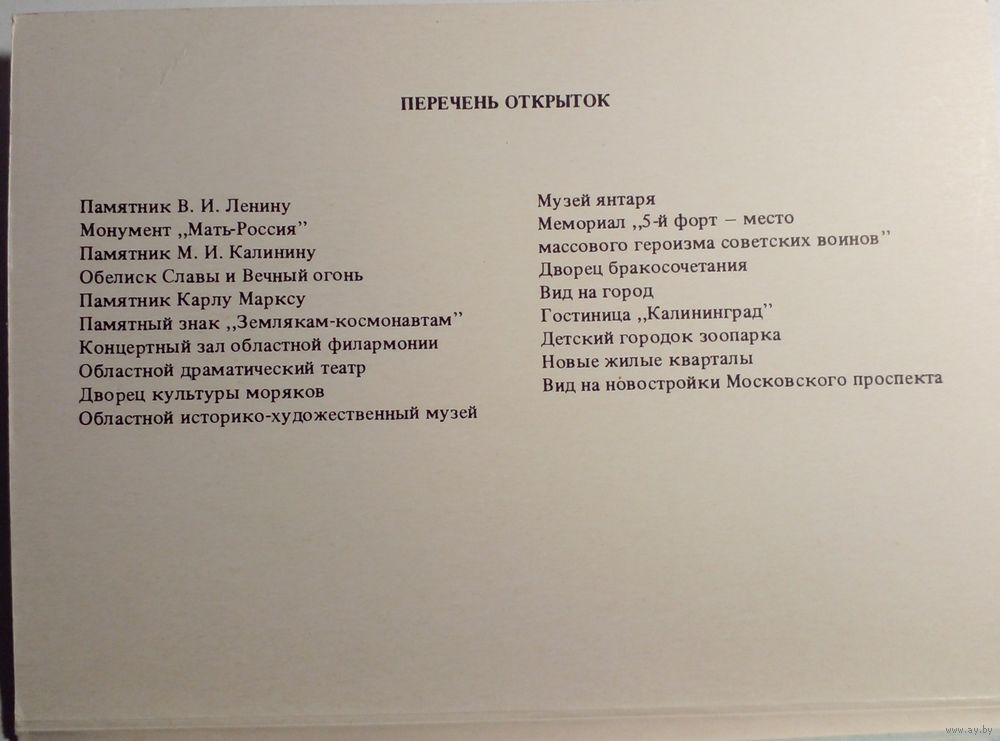 ПЕРЕЧЕНЬ ОТКРЫТОК
Памятник В. И. Ленину
Монумент ,,Мать-Россия”
Памятник М. И. Калинину
Обелиск Славы и Вечный огонь
Памятник Карлу Марксу
Памятный знак ,,Землякам-космонавтам”
Концертный зал областной филармонии
Областной драматический театр
Дворец культуры моряков
Областной историко-художественный музей
Музей янтаря
Мемориал ,,5-й форт – место
массового героизма советских воинов”
Дворец бракосочетания
Вид на город
Гостиница ,,Калининград”
Детский городок зоопарка
Новые жилые кварталы
Вид на новостройки Московского проспекта
www.ay.by